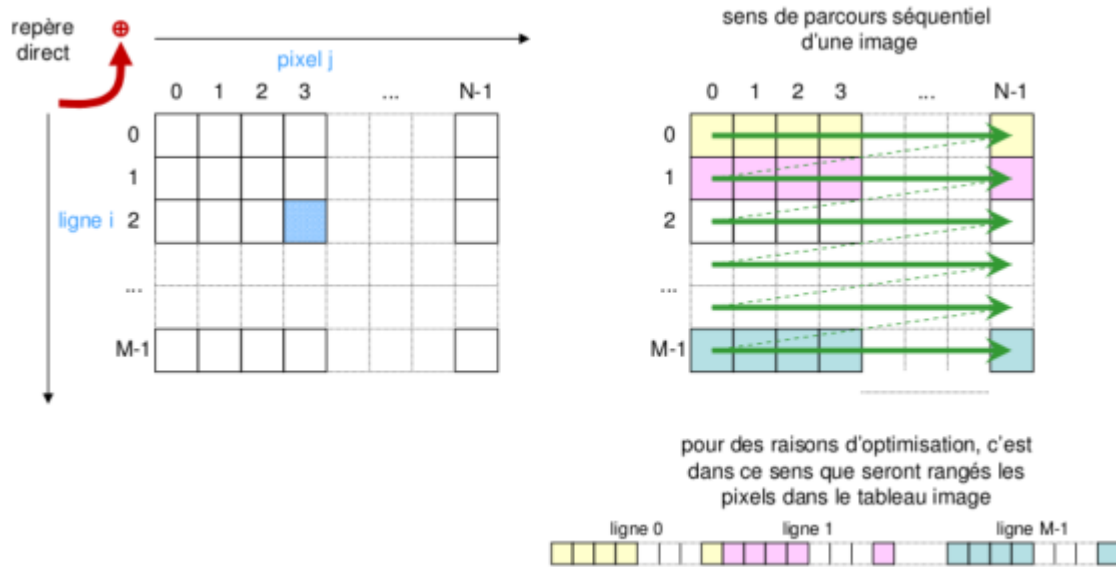 repère
direct
pixel j
0 1 2 3 ... N-1
0
1
ligne i 2
...
M-1
sens de parcours séquentiel
d'une image
0 1 2 3 ... N-1
0
1
2
...
M-1
pour des raisons d'optimisation, c'est
dans ce sens que seront rangés les
pixels dans le tableau image
ligne 0 ligne 1 ligne M-1